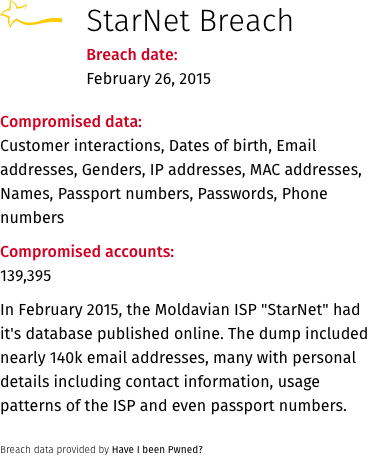 StarNet Breach
Breach date:
February 26, 2015
Compromised data:
Customer interactions, Dates of birth, Email
addresses, Genders, IP addresses, MAC addresses,
Names, Passport numbers, Passwords, Phone
numbers
Compromised accounts:
139,395
In February 2015, the Moldavian ISP "StarNet" had
it's database published online. The dump included
nearly 140k email addresses, many with personal
details including contact information, usage
patterns of the ISP and even passport numbers.
Breach data provided by Have I been Pwned?